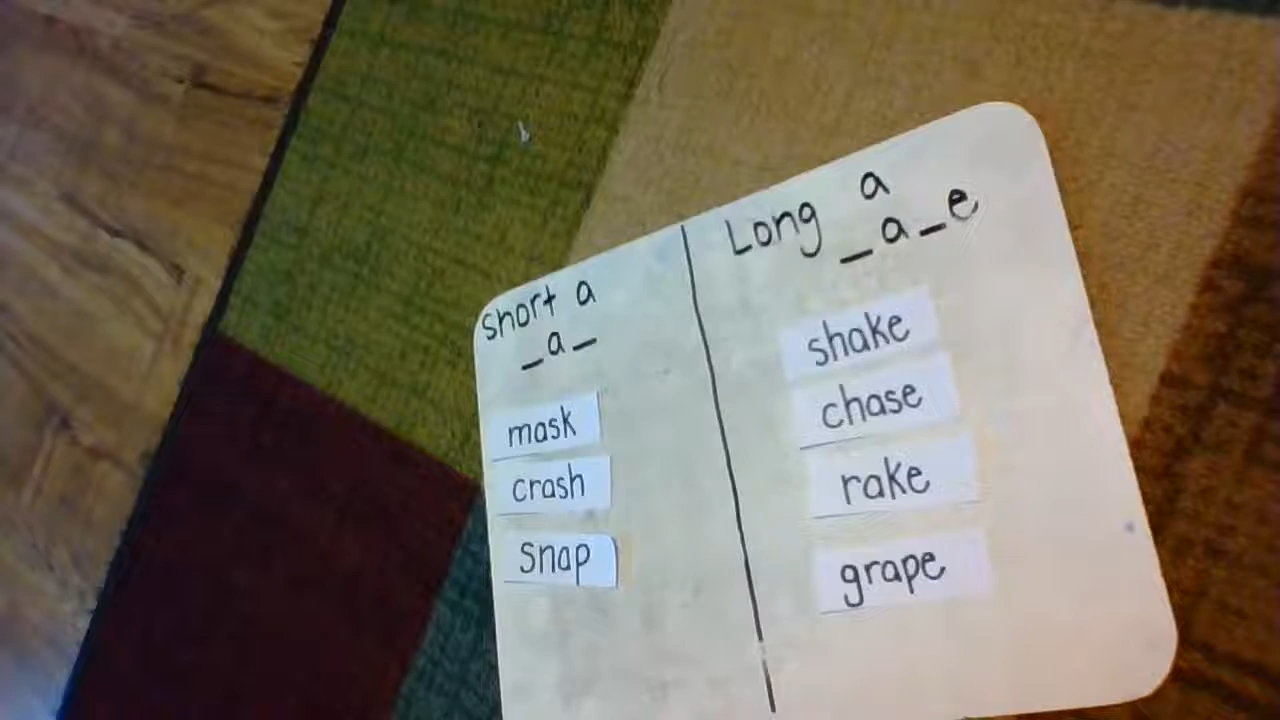 short a
_a_
mask
crash
snap
Long a
_a_e
shake
chase
rake
grape